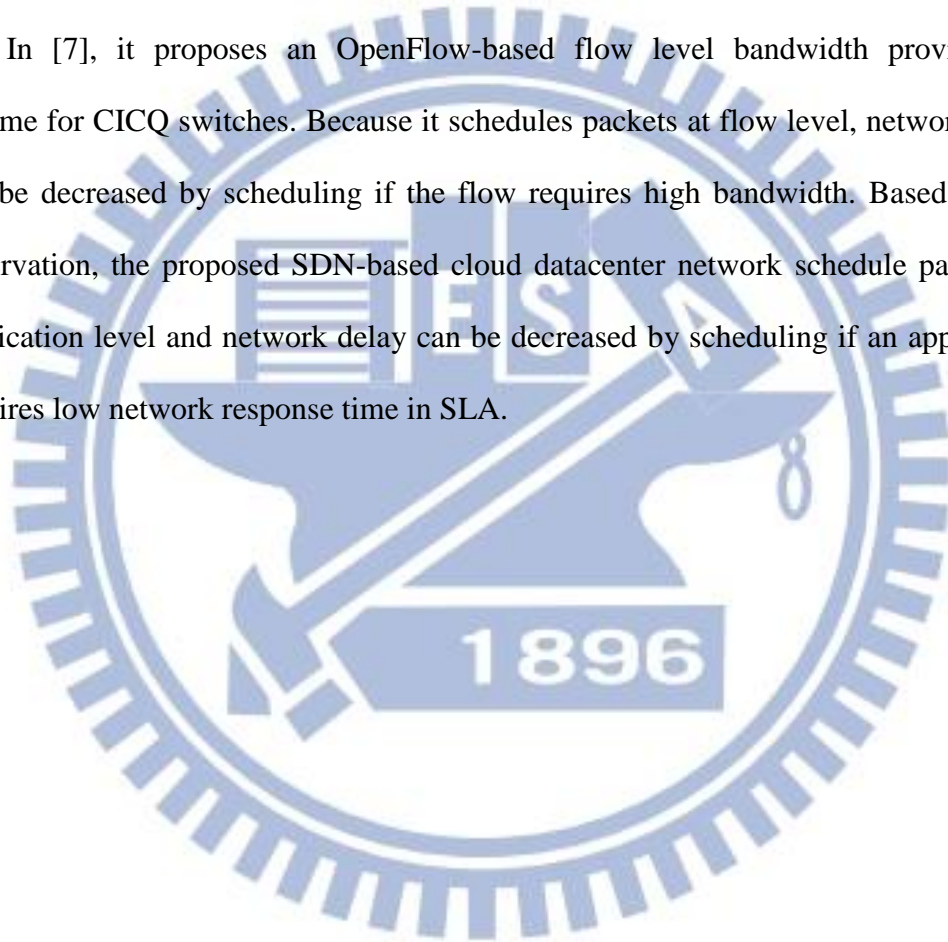 In [7], it proposes an OpenFlow-based flow level bandwidth provi
me for CICQ switches. Because it schedules packets at flow level, networ
be decreased by scheduling if the flow requires high bandwidth. Based
rvation, the proposed SDN-based cloud datacenter network schedule pa
ication level and network delay can be decreased by scheduling if an app
ires low network response time in SLA.
E S A
8
1896